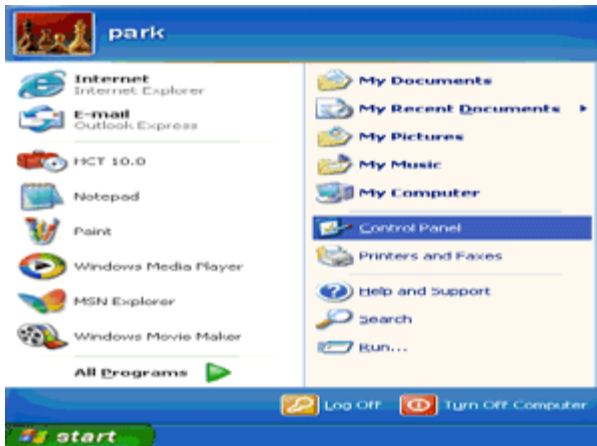 park
Internet
Internet Explorer
E-mail
Outlook Express
HCT 10.0
Notepad
Paint
Windows Media Player
MSN Explorer
Windows Movie Maker
All Programs
My Documents
My Recent Documents
My Pictures
My Music
My Computer
Control Panel
Printers and Faxes
Help and Support
Search
Run...
Log Off
Turn Off Computer
start